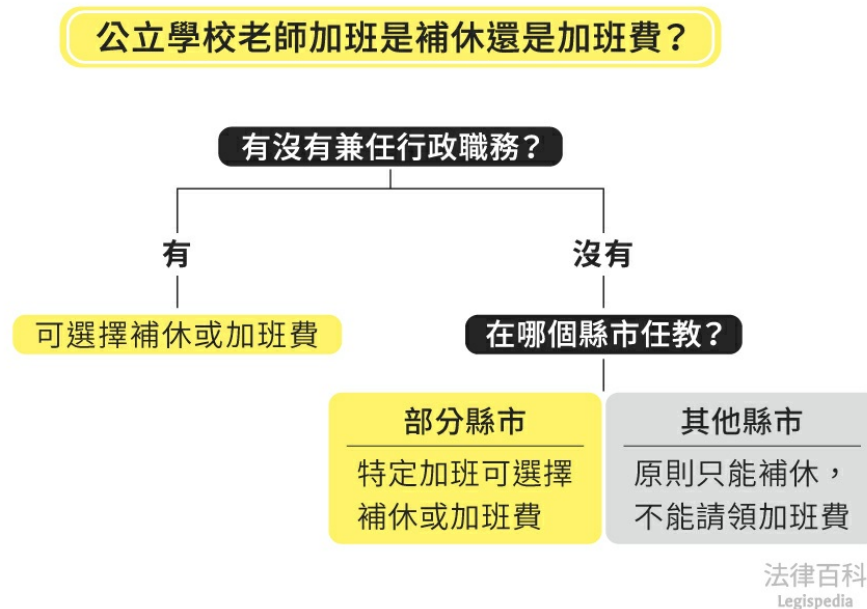 公立學校老師加班是補休還是加班費？
有沒有兼任行政職務？
有
沒有
可選擇補休或加班費
在哪個縣市任教？
部分縣市
特定加班可選擇
補休或加班費
其他縣市
原則只能補休，
不能請領加班費
法律百科
Legispedia